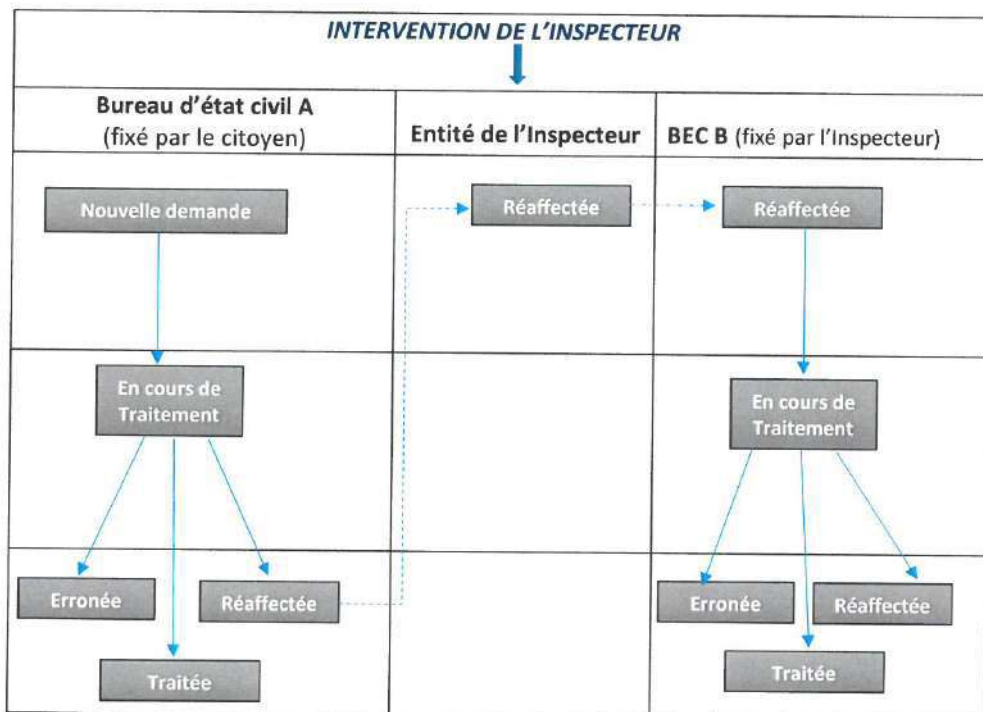 INTERVENTION DE L'INSPECTEUR
Bureau d'état civil A
(fixé par le citoyen)
Entité de l'Inspecteur
BEC B (fixé par l'Inspecteur)
Nouvelle demande
Réaffectée
Réaffectée
En cours de
Traitement
En cours de
Traitement
Erronée
Réaffectée
Erronée
Réaffectée
Traitée
Traitée